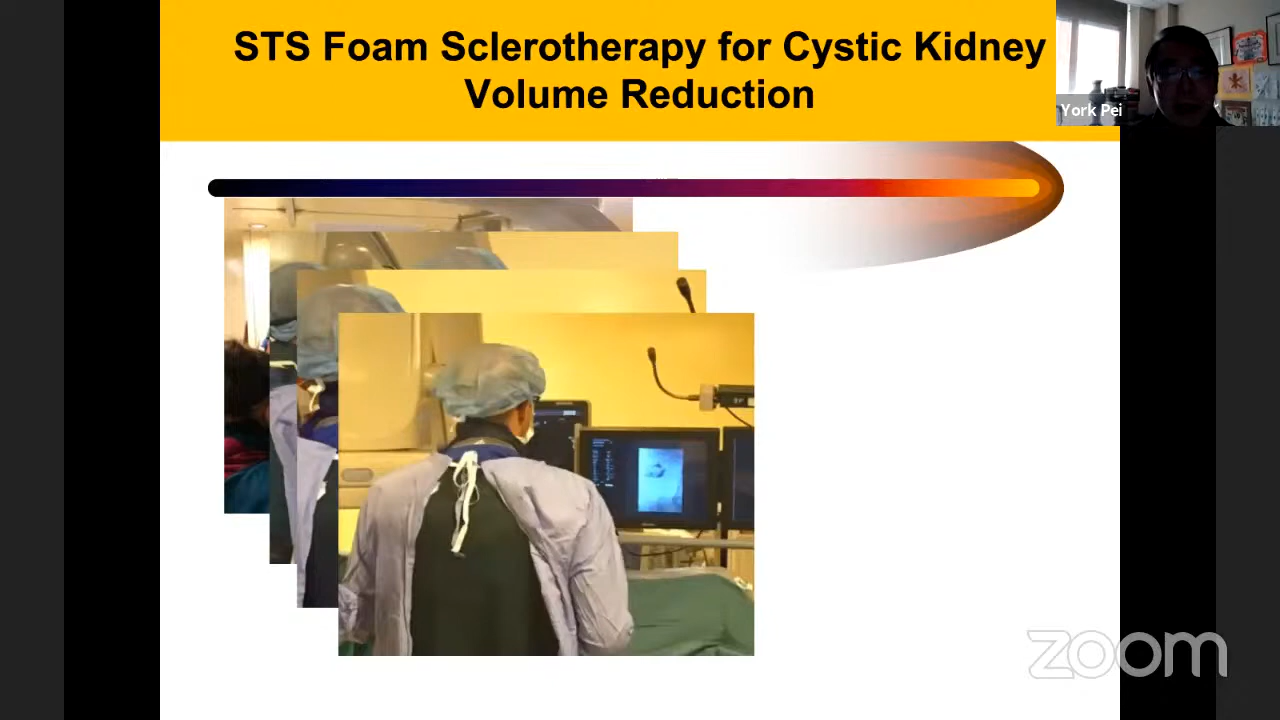 STS Foam Sclerotherapy for Cystic Kidney
Volume Reduction
York Pei
zoom